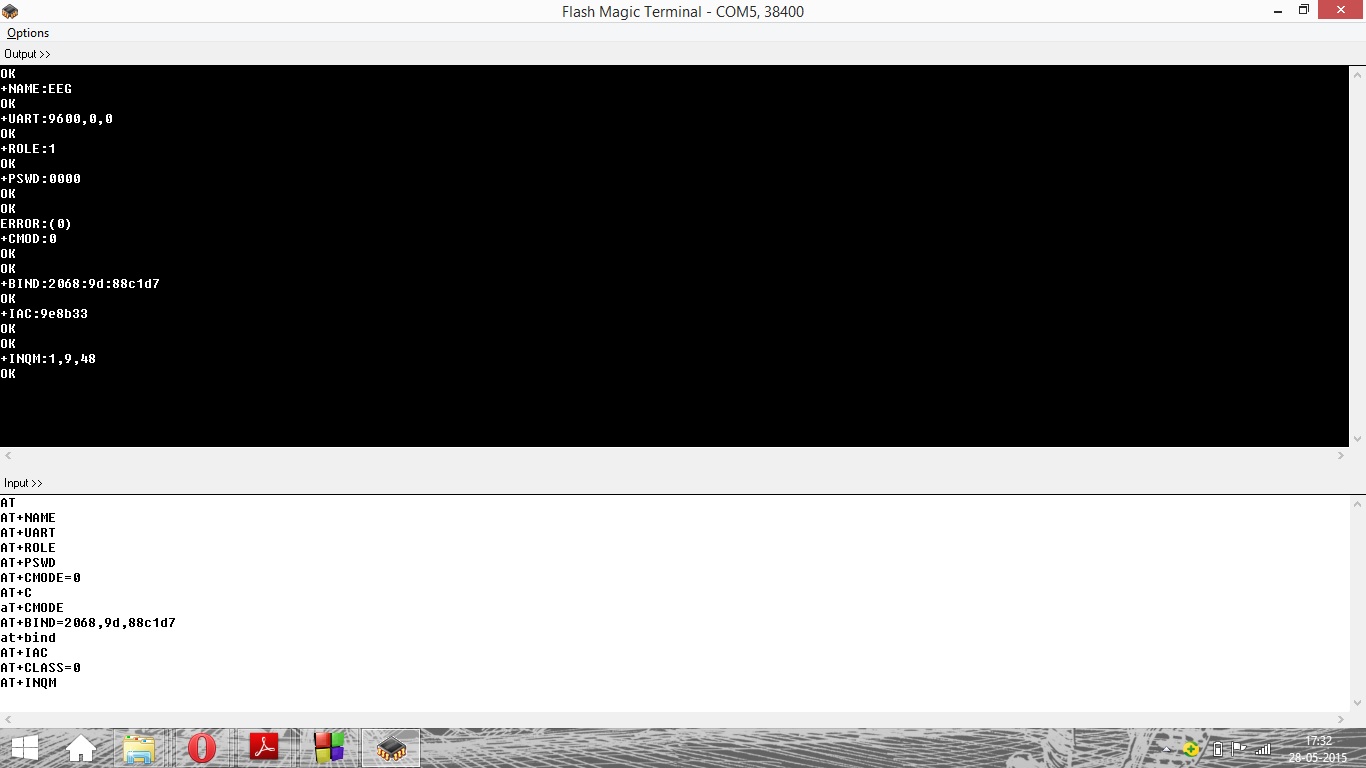 Flash Magic Terminal - COM5, 38400
Options
Output >>
OK
+NAME:EEG
OK
+UART:9600,0,0
OK
+ROLE:1
OK
+PSWD:0000
OK
OK
ERROR:(0)
+CMOD:0
OK
OK
+BIND:2068:9d:88c1d7
OK
+IAC:9e8b33
OK
OK
+INQM:1,9,48
OK
Input >>
AT
AT+NAME
AT+UART
AT+ROLE
AT+PSWD
AT+CMODE=0
AT+C
aT+CMODE
AT+BIND=2068,9d,88c1d7
at+bind
AT+IAC
AT+CLASS=0
AT+INQM
17:32
28-05-2015